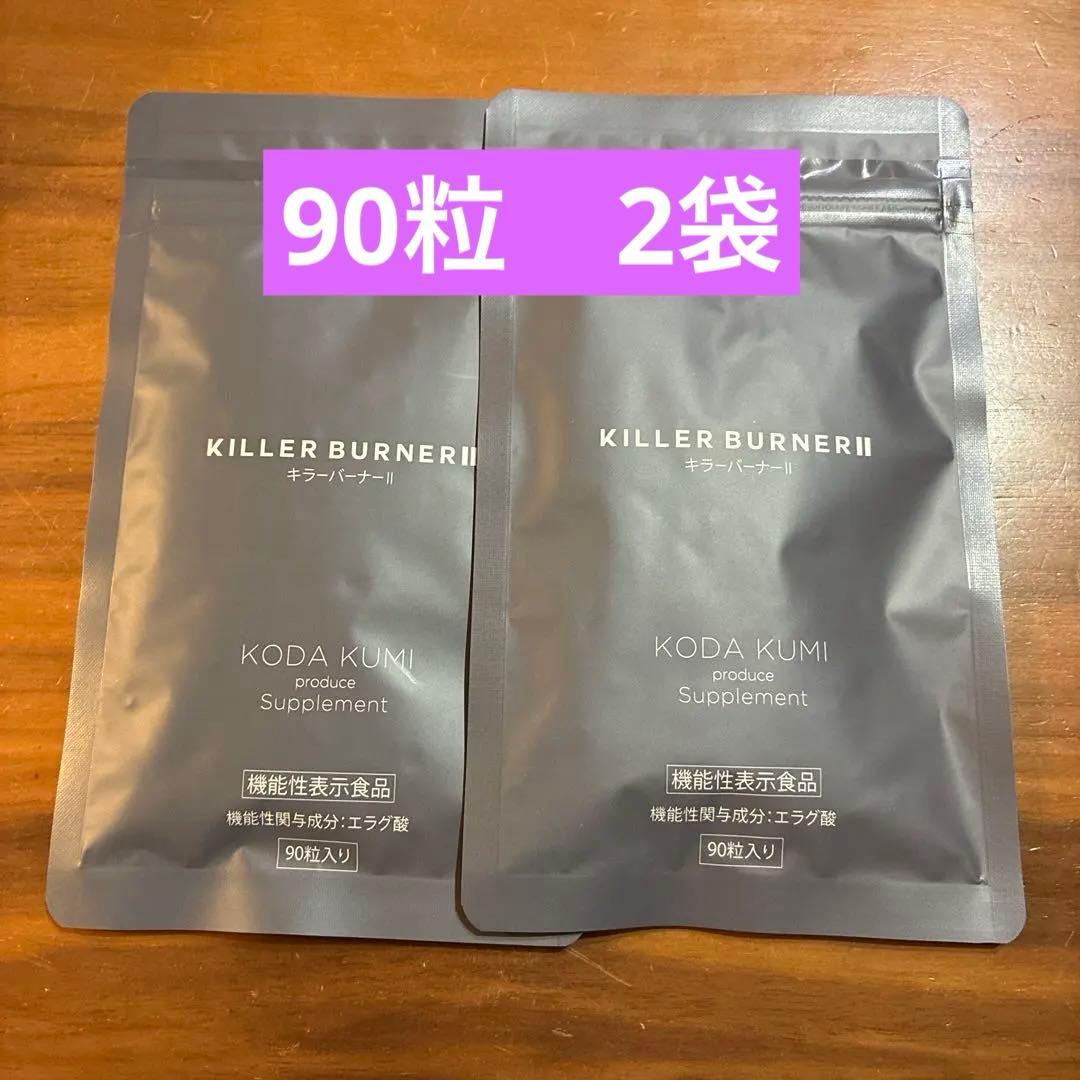 90粒　2袋
KILLER BURNERⅡ
キラーバーナーⅡ
KODA KUMI
produce
Supplement
機能性表示食品
機能性関与成分：エラグ酸
90粒入り
KILLER BURNERⅡ
キラーバーナーⅡ
KODA KUMI
produce
Supplement
機能性表示食品
機能性関与成分：エラグ酸
90粒入り